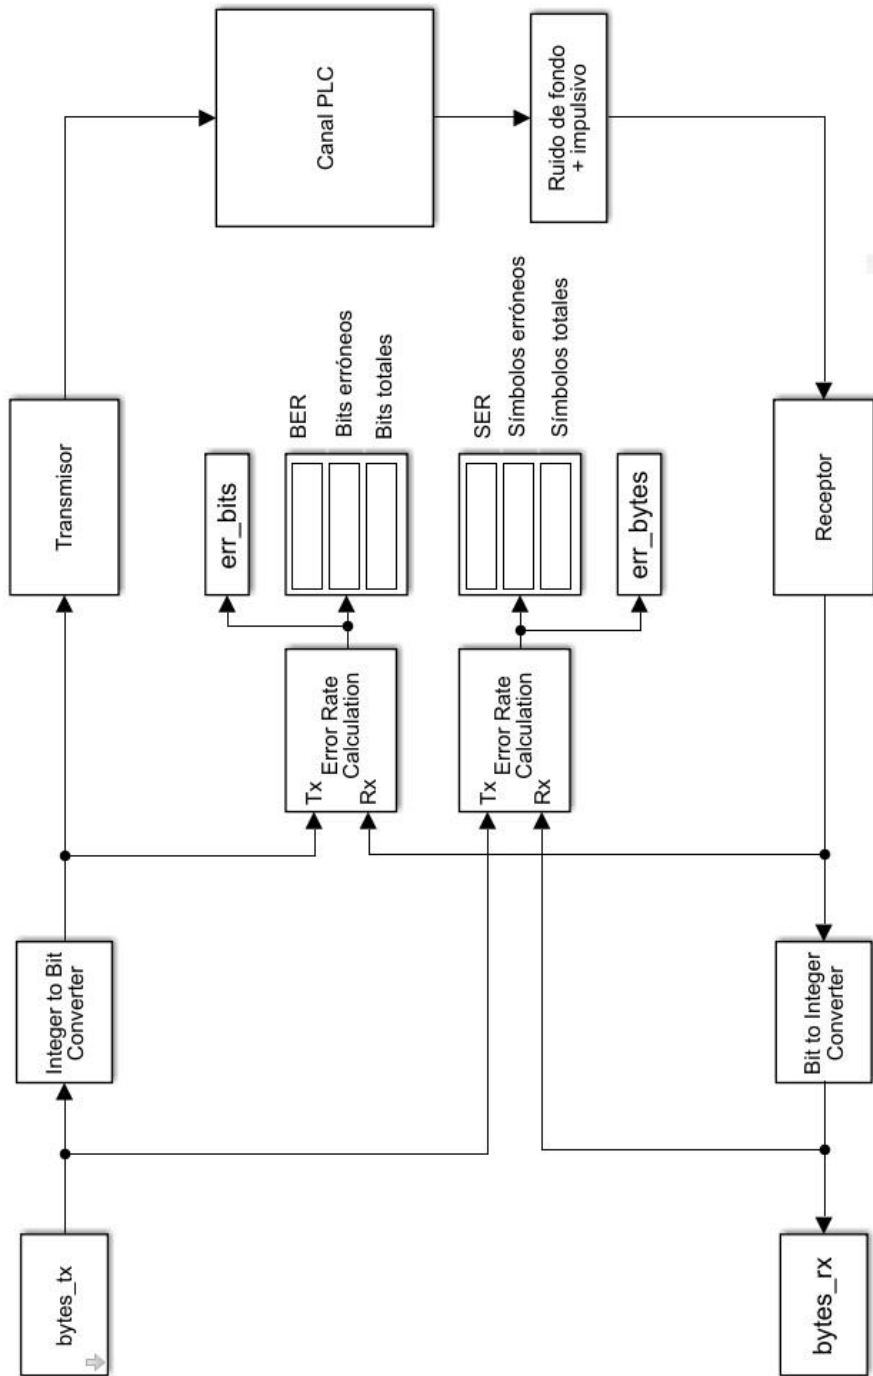 bytes_tx
Integer to Bit
Converter
Transmisor
Canal PLC
Ruido de fondo
+ impulsivo
err_bits
Tx
Rx
Error Rate
Calculation
BER
Bits erróneos
Bits totales
Tx
Rx
Error Rate
Calculation
SER
Símbolos erróneos
Símbolos totales
err_bytes
Receptor
Bit to Integer
Converter
bytes_rx